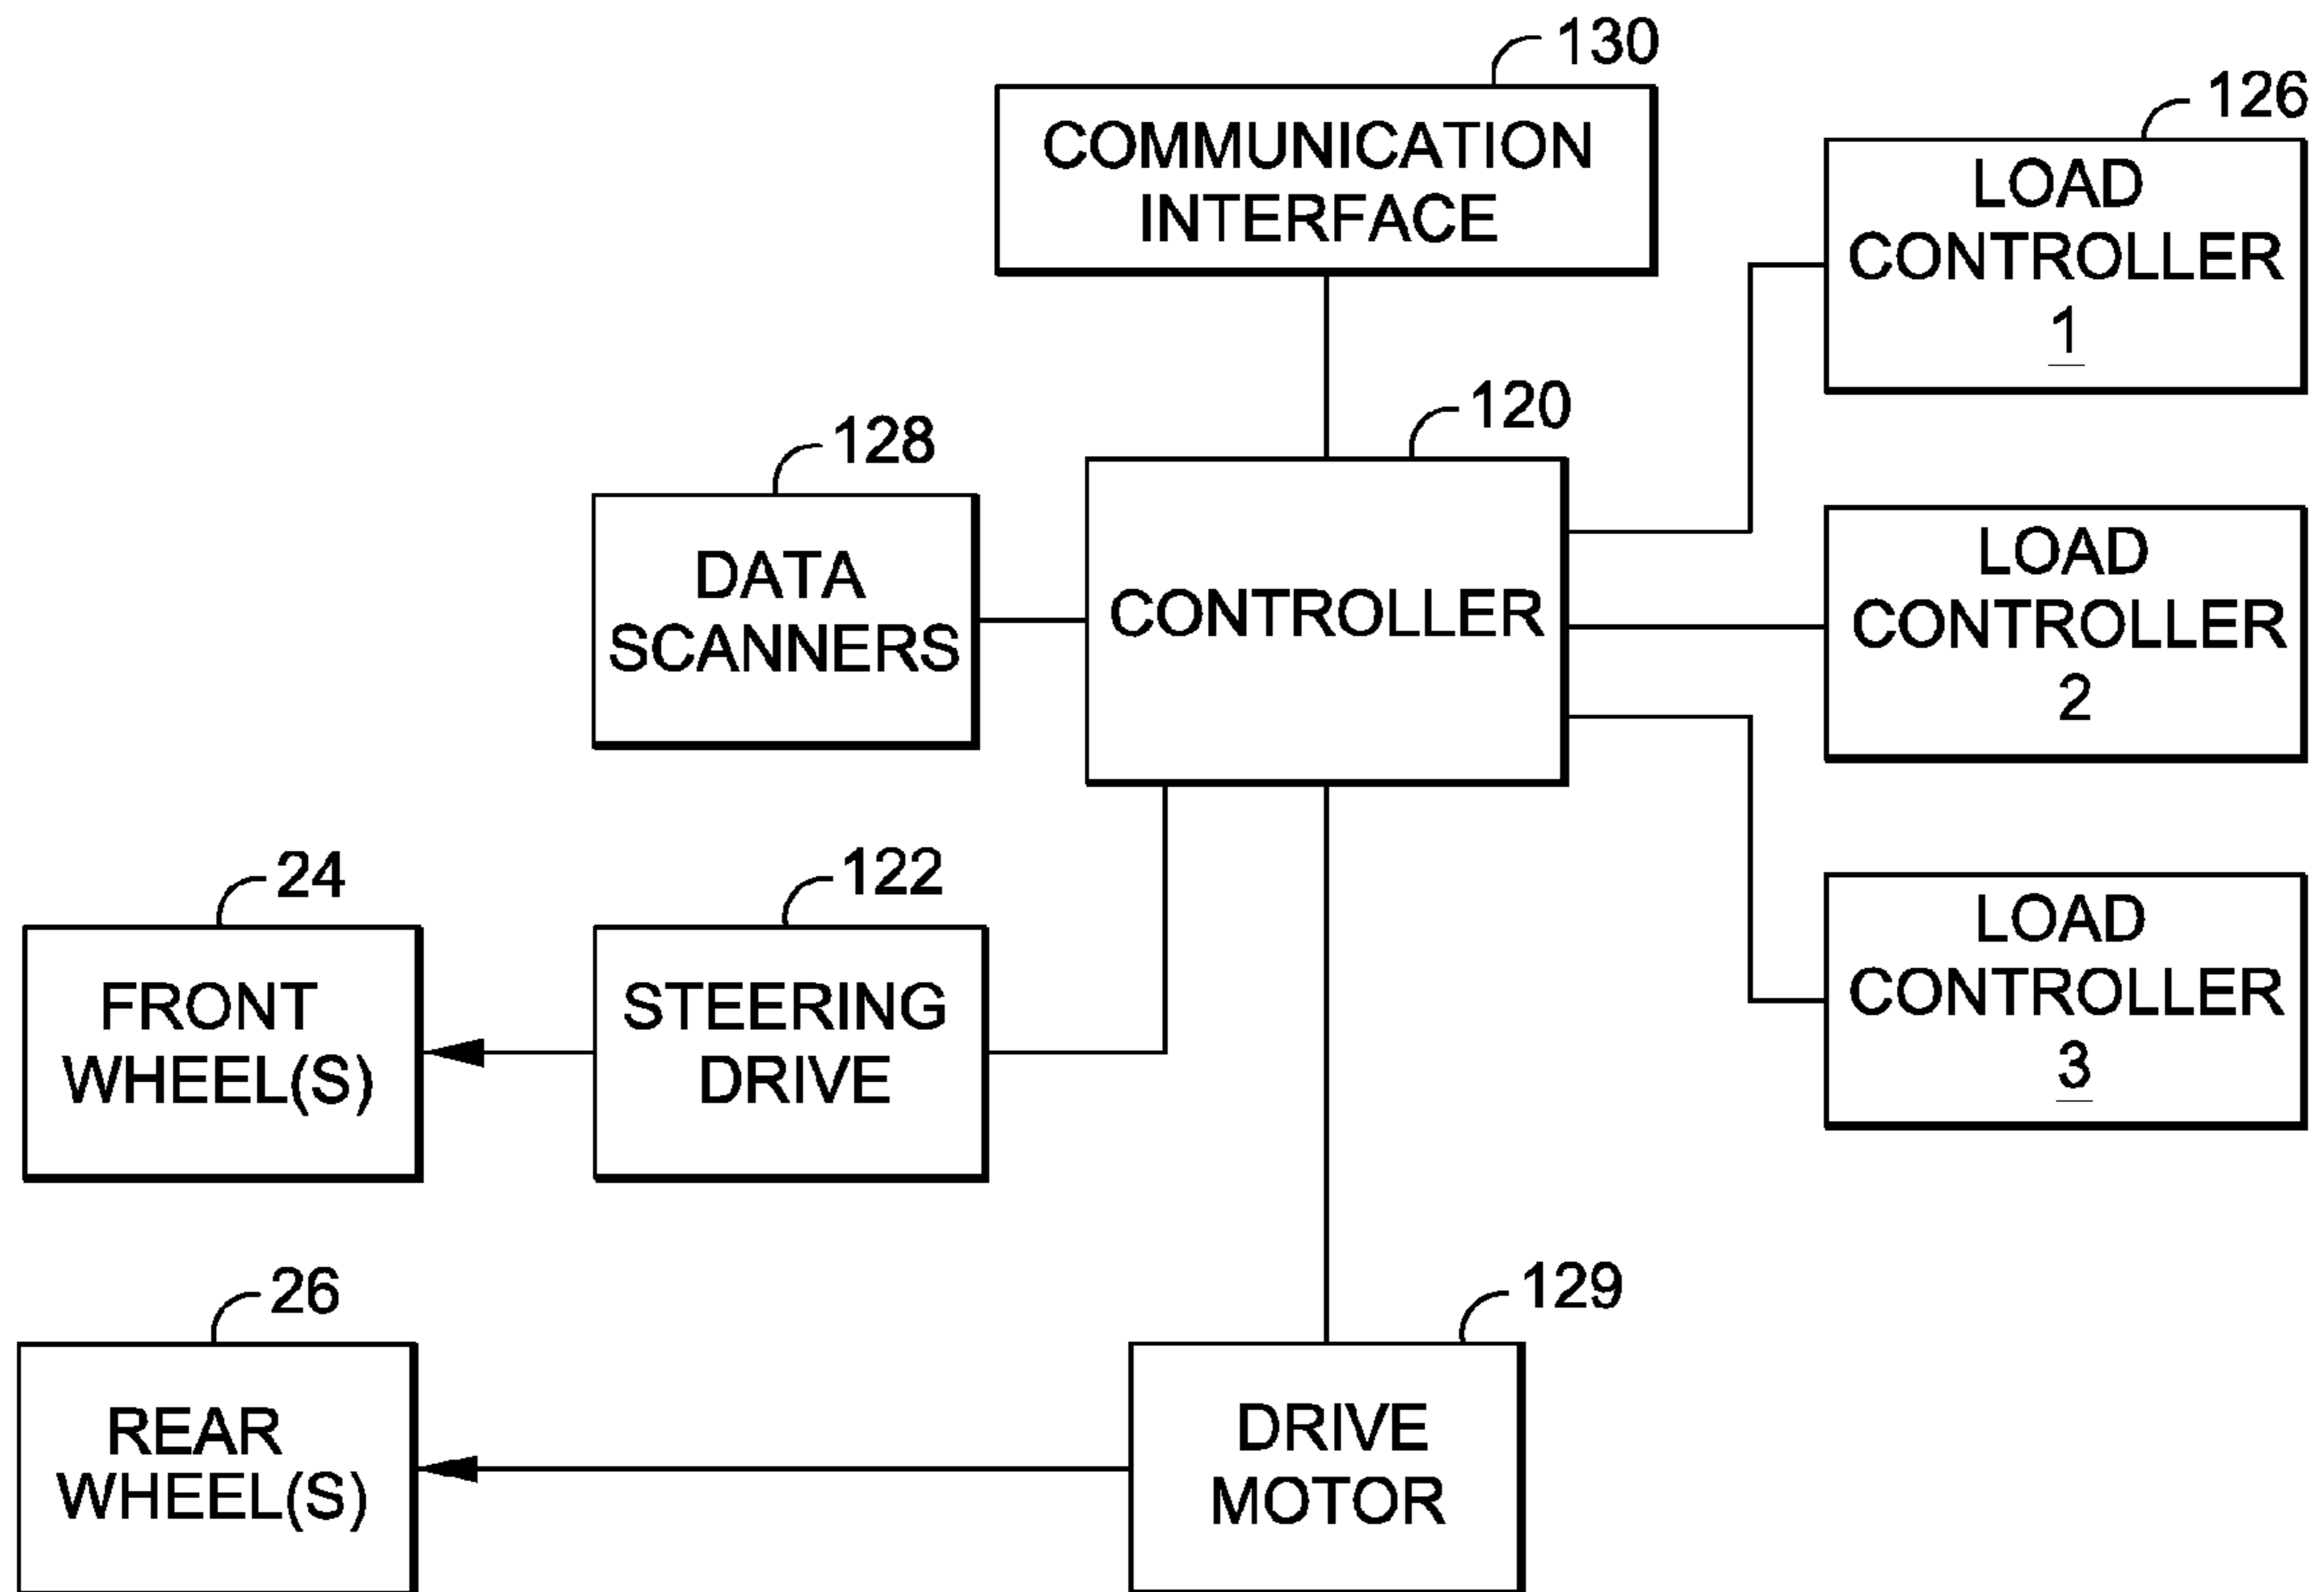 130
COMMUNICATION
INTERFACE
126
LOAD
CONTROLLER
1
120
CONTROLLER
128
DATA
SCANNERS
LOAD
CONTROLLER
2
24
FRONT
WHEEL(S)
122
STEERING
DRIVE
LOAD
CONTROLLER
3
26
REAR
WHEEL(S)
129
DRIVE
MOTOR